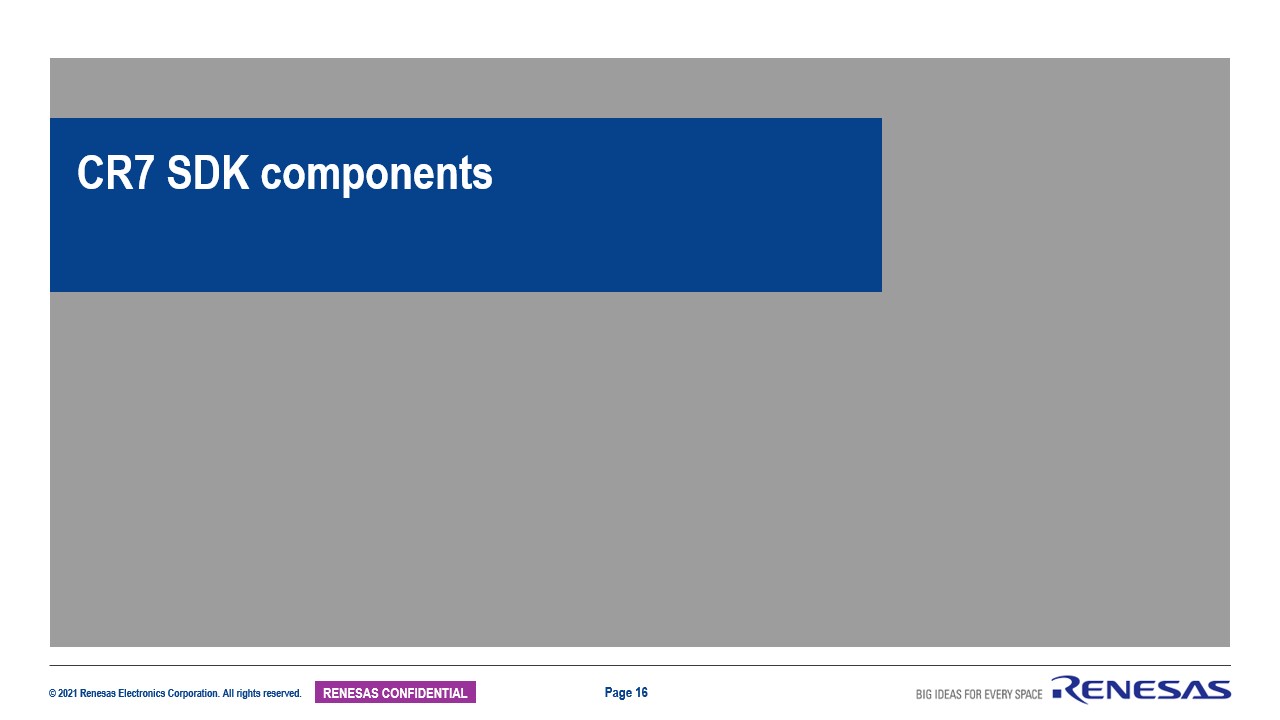 CR7 SDK components
© 2021 Renesas Electronics Corporation. All rights reserved.
RENESAS CONFIDENTIAL
Page 16
BIG IDEAS FOR EVERY SPACE
RENESAS